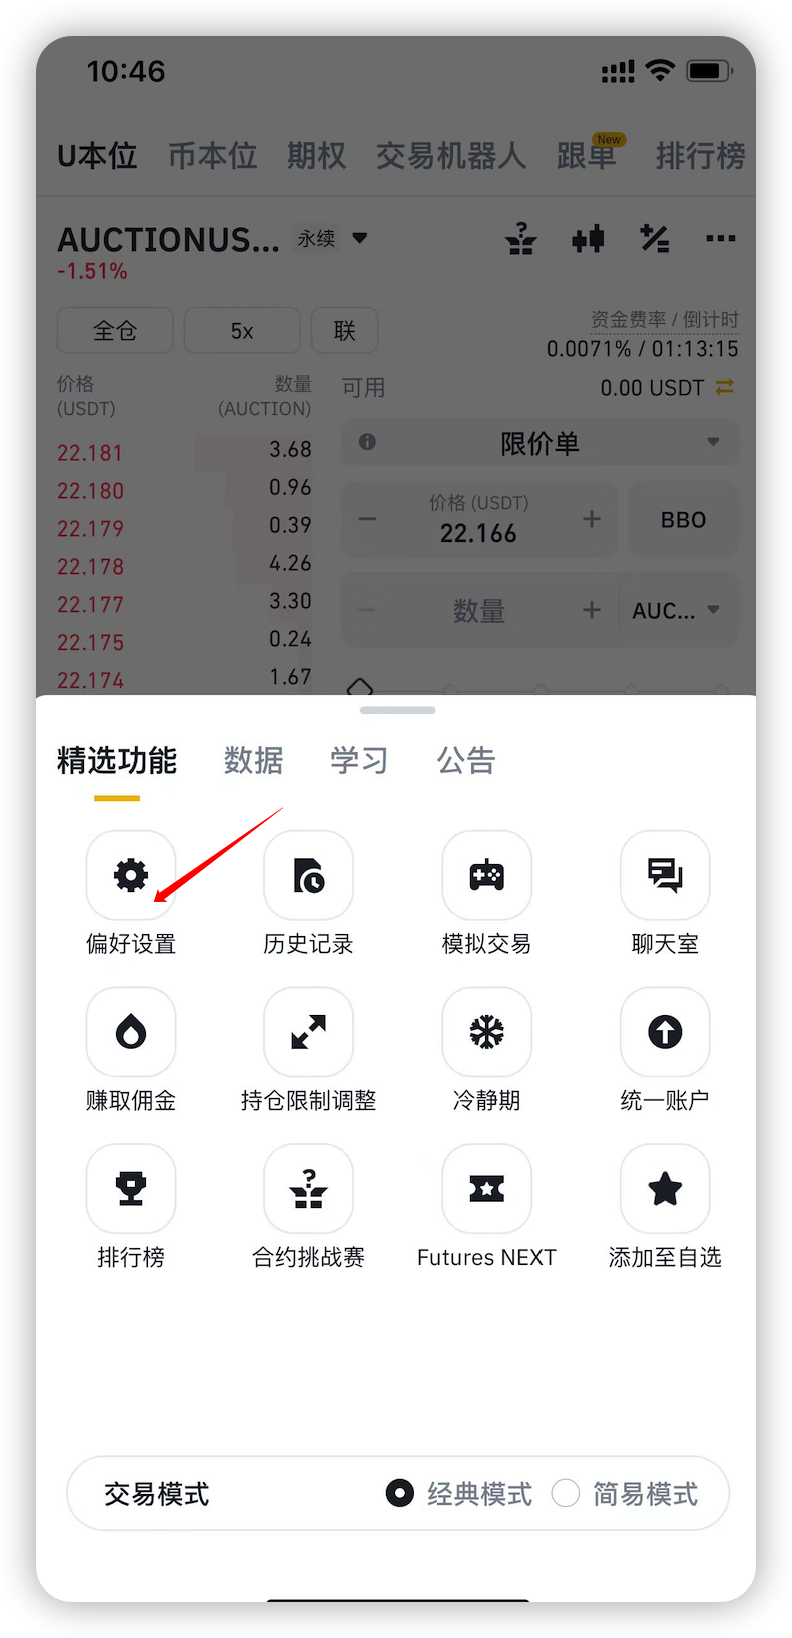 10:46
U本位 币本位 期权 交易机器人 跟单 New 排行榜
AUCTIONUS... 永续
-1.51%
全仓 5x 联
资金费率 / 倒计时
0.0071% / 01:13:15
价格 (USDT) 数量 (AUCTION)
可用 0.00 USDT
22.181 3.68
22.180 0.96
22.179 0.39
22.178 4.26
22.177 3.30
22.175 0.24
22.174 1.67
限价单
价格 (USDT)
22.166
BBO
数量 AUC...
精选功能 数据 学习 公告
偏好设置 历史记录 模拟交易 聊天室
赚取佣金 持仓限制调整 冷静期 统一账户
排行榜 合约挑战赛 Futures NEXT 添加至自选
交易模式 经典模式 简易模式